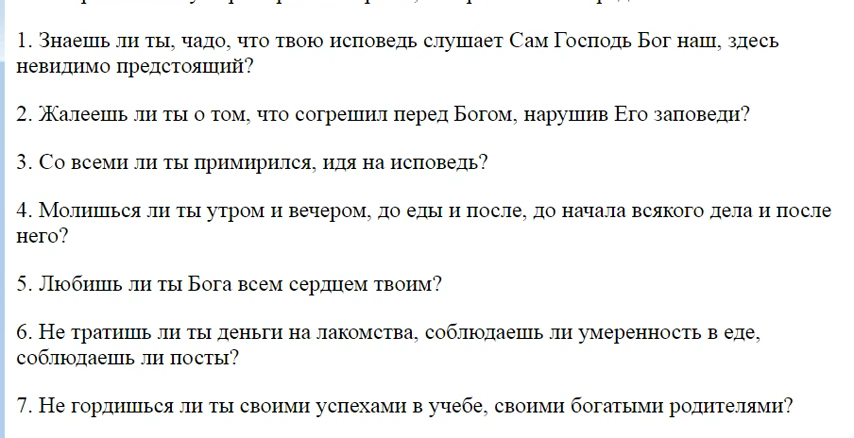 1. Знаешь ли ты, чадо, что твою исповедь слушает Сам Господь Бог наш, здесь
невидимо предстоящий?
2. Жалеешь ли ты о том, что согрешил перед Богом, нарушив Его заповеди?
3. Со всеми ли ты примирился, идя на исповедь?
4. Молишься ли ты утром и вечером, до еды и после, до начала всякого дела и после
него?
5. Любишь ли ты Бога всем сердцем твоим?
6. Не тратишь ли ты деньги на лакомства, соблюдаешь ли умеренность в еде,
соблюдаешь ли посты?
7. Не гордишься ли ты своими успехами в учебе, своими богатыми родителями?